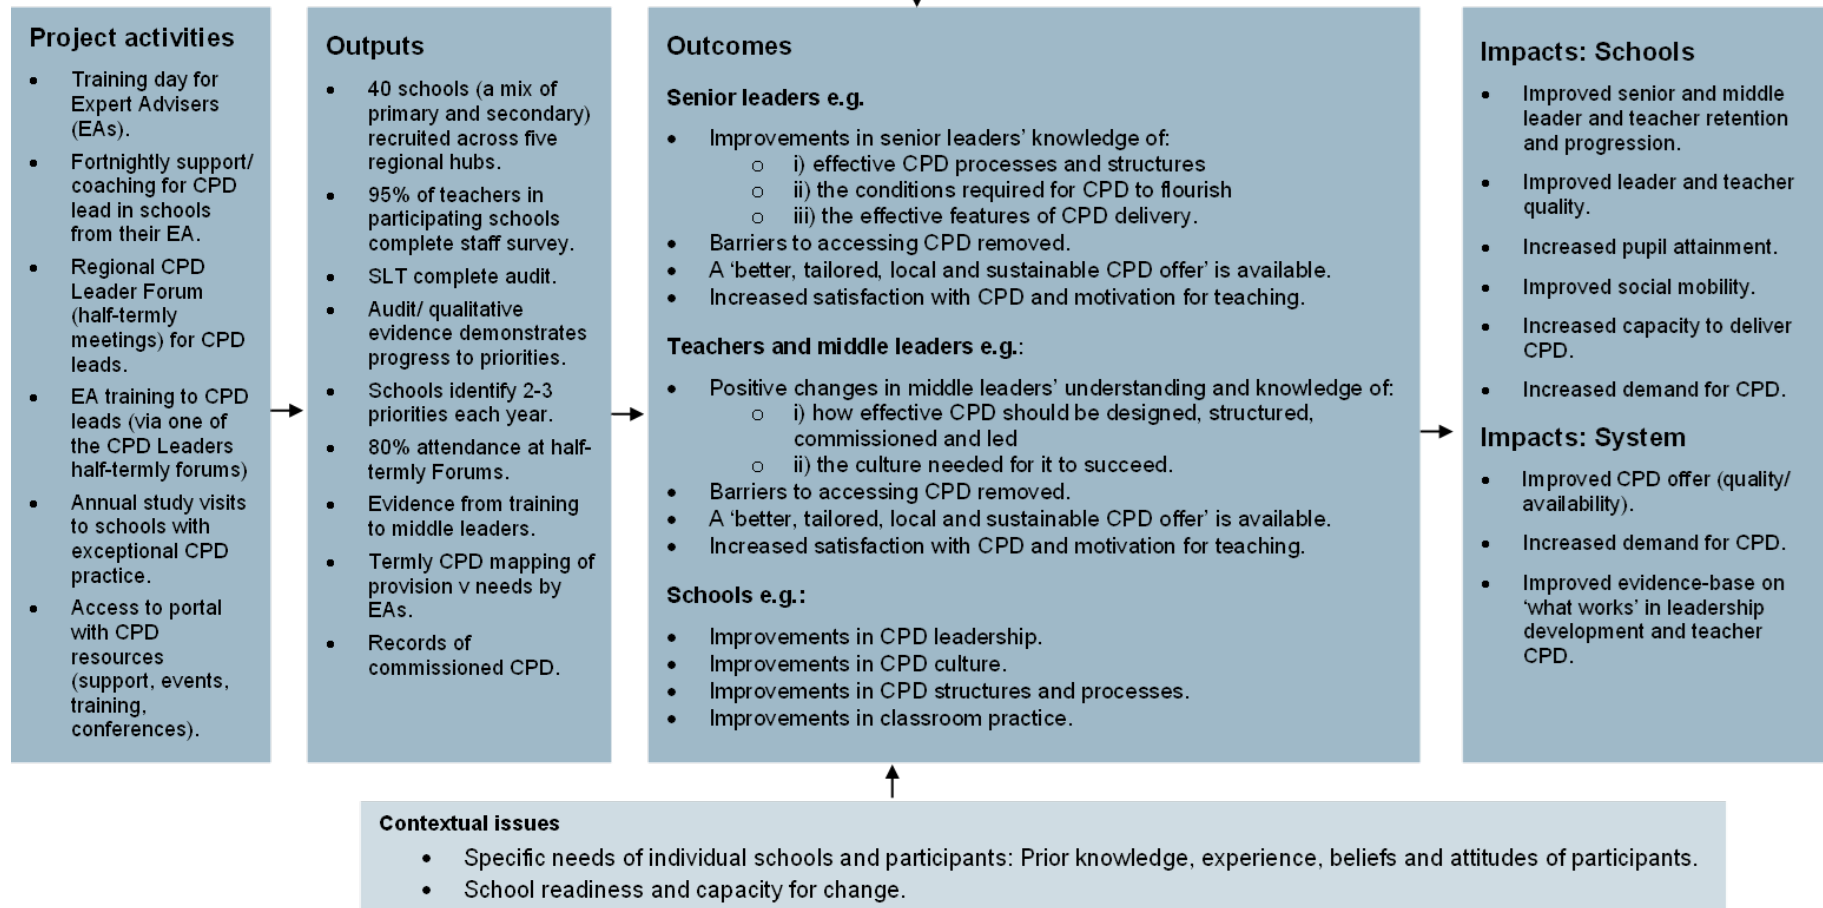 Project activities
• Training day for
Expert Advisers
(EAs).
• Fortnightly support/
coaching for CPD
lead in schools
from their EA.
• Regional CPD
Leader Forum
(half-termly
meetings) for CPD
leads.
• EA training to CPD
leads (via one of
the CPD Leaders
half-termly forums)
• Annual study visits
to schools with
exceptional CPD
practice.
• Access to portal
with CPD
resources
(support, events,
training,
conferences).
Outputs
• 40 schools (a mix of
primary and secondary)
recruited across five
regional hubs.
• 95% of teachers in
participating schools
complete staff survey.
• SLT complete audit.
• Audit/ qualitative
evidence demonstrates
progress to priorities.
• Schools identify 2-3
priorities each year.
• 80% attendance at half-
termly Forums.
• Evidence from training
to middle leaders.
• Termly CPD mapping of
provision v needs by
EAs.
• Records of
commissioned CPD.
Outcomes
Senior leaders e.g.
• Improvements in senior leaders’ knowledge of:
o i) effective CPD processes and structures
o ii) the conditions required for CPD to flourish
o iii) the effective features of CPD delivery.
• Barriers to accessing CPD removed.
• A ‘better, tailored, local and sustainable CPD offer’ is available.
• Increased satisfaction with CPD and motivation for teaching.
Teachers and middle leaders e.g.:
• Positive changes in middle leaders’ understanding and knowledge of:
o i) how effective CPD should be designed, structured,
commissioned and led
o ii) the culture needed for it to succeed.
• Barriers to accessing CPD removed.
• A ‘better, tailored, local and sustainable CPD offer’ is available.
• Increased satisfaction with CPD and motivation for teaching.
Schools e.g.:
• Improvements in CPD leadership.
• Improvements in CPD culture.
• Improvements in CPD structures and processes.
• Improvements in classroom practice.
Impacts: Schools
• Improved senior and middle
leader and teacher retention
and progression.
• Improved leader and teacher
quality.
• Increased pupil attainment.
• Improved social mobility.
• Increased capacity to deliver
CPD.
• Increased demand for CPD.
Impacts: System
• Improved CPD offer (quality/
availability).
• Increased demand for CPD.
• Improved evidence-base on
‘what works’ in leadership
development and teacher
CPD.
Contextual issues
• Specific needs of individual schools and participants: Prior knowledge, experience, beliefs and attitudes of participants.
• School readiness and capacity for change.